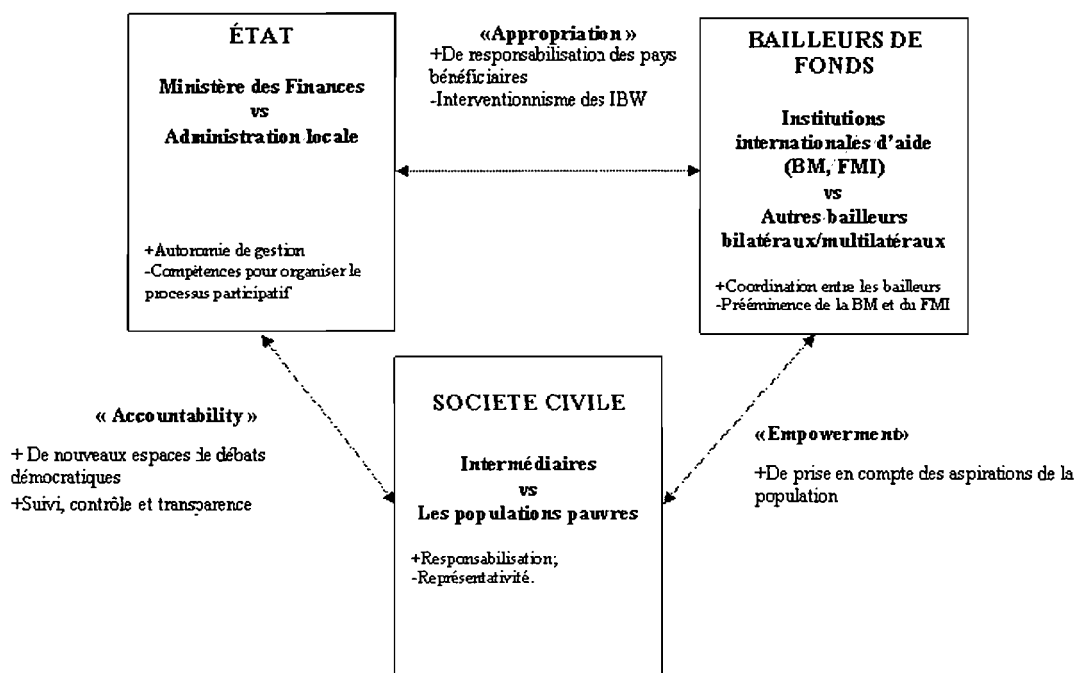 ÉTAT
Ministère des Finances
vs
Administration locale
+Autonomie de gestion
-Compétences pour organiser le
processus participatif
«Appropriation »
+De responsabilisation des pays
bénéficiaires
-Interventionnisme des IBW
BAILLEURS DE
FONDS
Institutions
internationales d'aide
(BM, FMI)
vs
Autres bailleurs
bilatéraux/multilatéraux
+Coordination entre les bailleurs
-Prééminence de la BM et du FMI
« Accountability »
+ De nouveaux espaces de débats
démocratiques
+Suivi, contrôle et transparence
SOCIETE CIVILE
Intermédiaires
vs
Les populations pauvres
+Responsabilisation;
-Représentativité.
«Empowerment»
+De prise en compte des aspirations de la
population